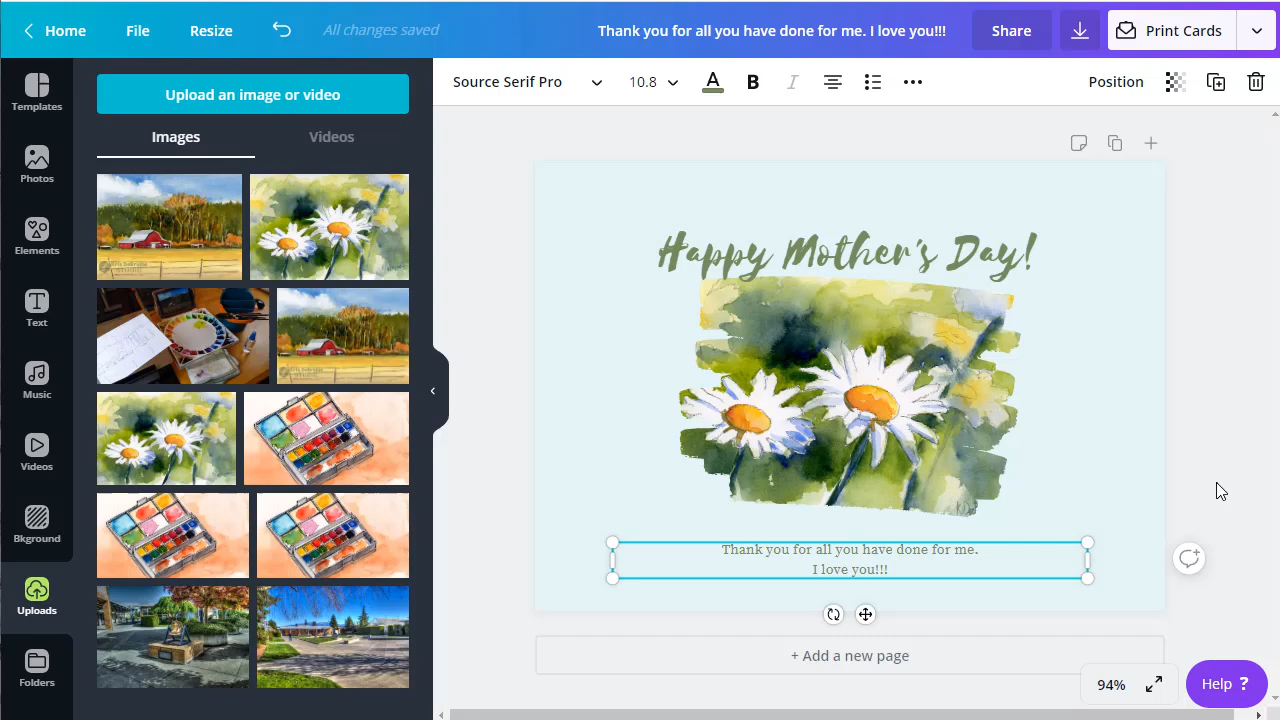 Home
File
Resize
All changes saved
Thank you for all you have done for me. I love you!!!
Share
Print Cards
Templates
Photos
Elements
Text
Music
Videos
Bkground
Uploads
Folders
Upload an image or video
Images
Videos
Source Serif Pro
10.8
A
B
I
Position
Happy Mother's Day!
Thank you for all you have done for me.
I love you!!!
+ Add a new page
94%
Help ?